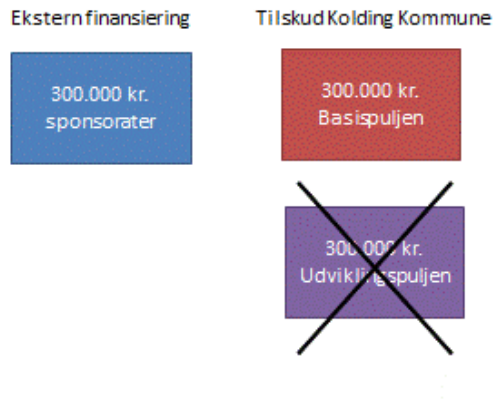 Ekstern finansiering
Tilskud Kolding Kommune
300.000 kr.
sponsorater
300.000 kr.
Basispuljen
300.000 kr.
Udviklingspuljen